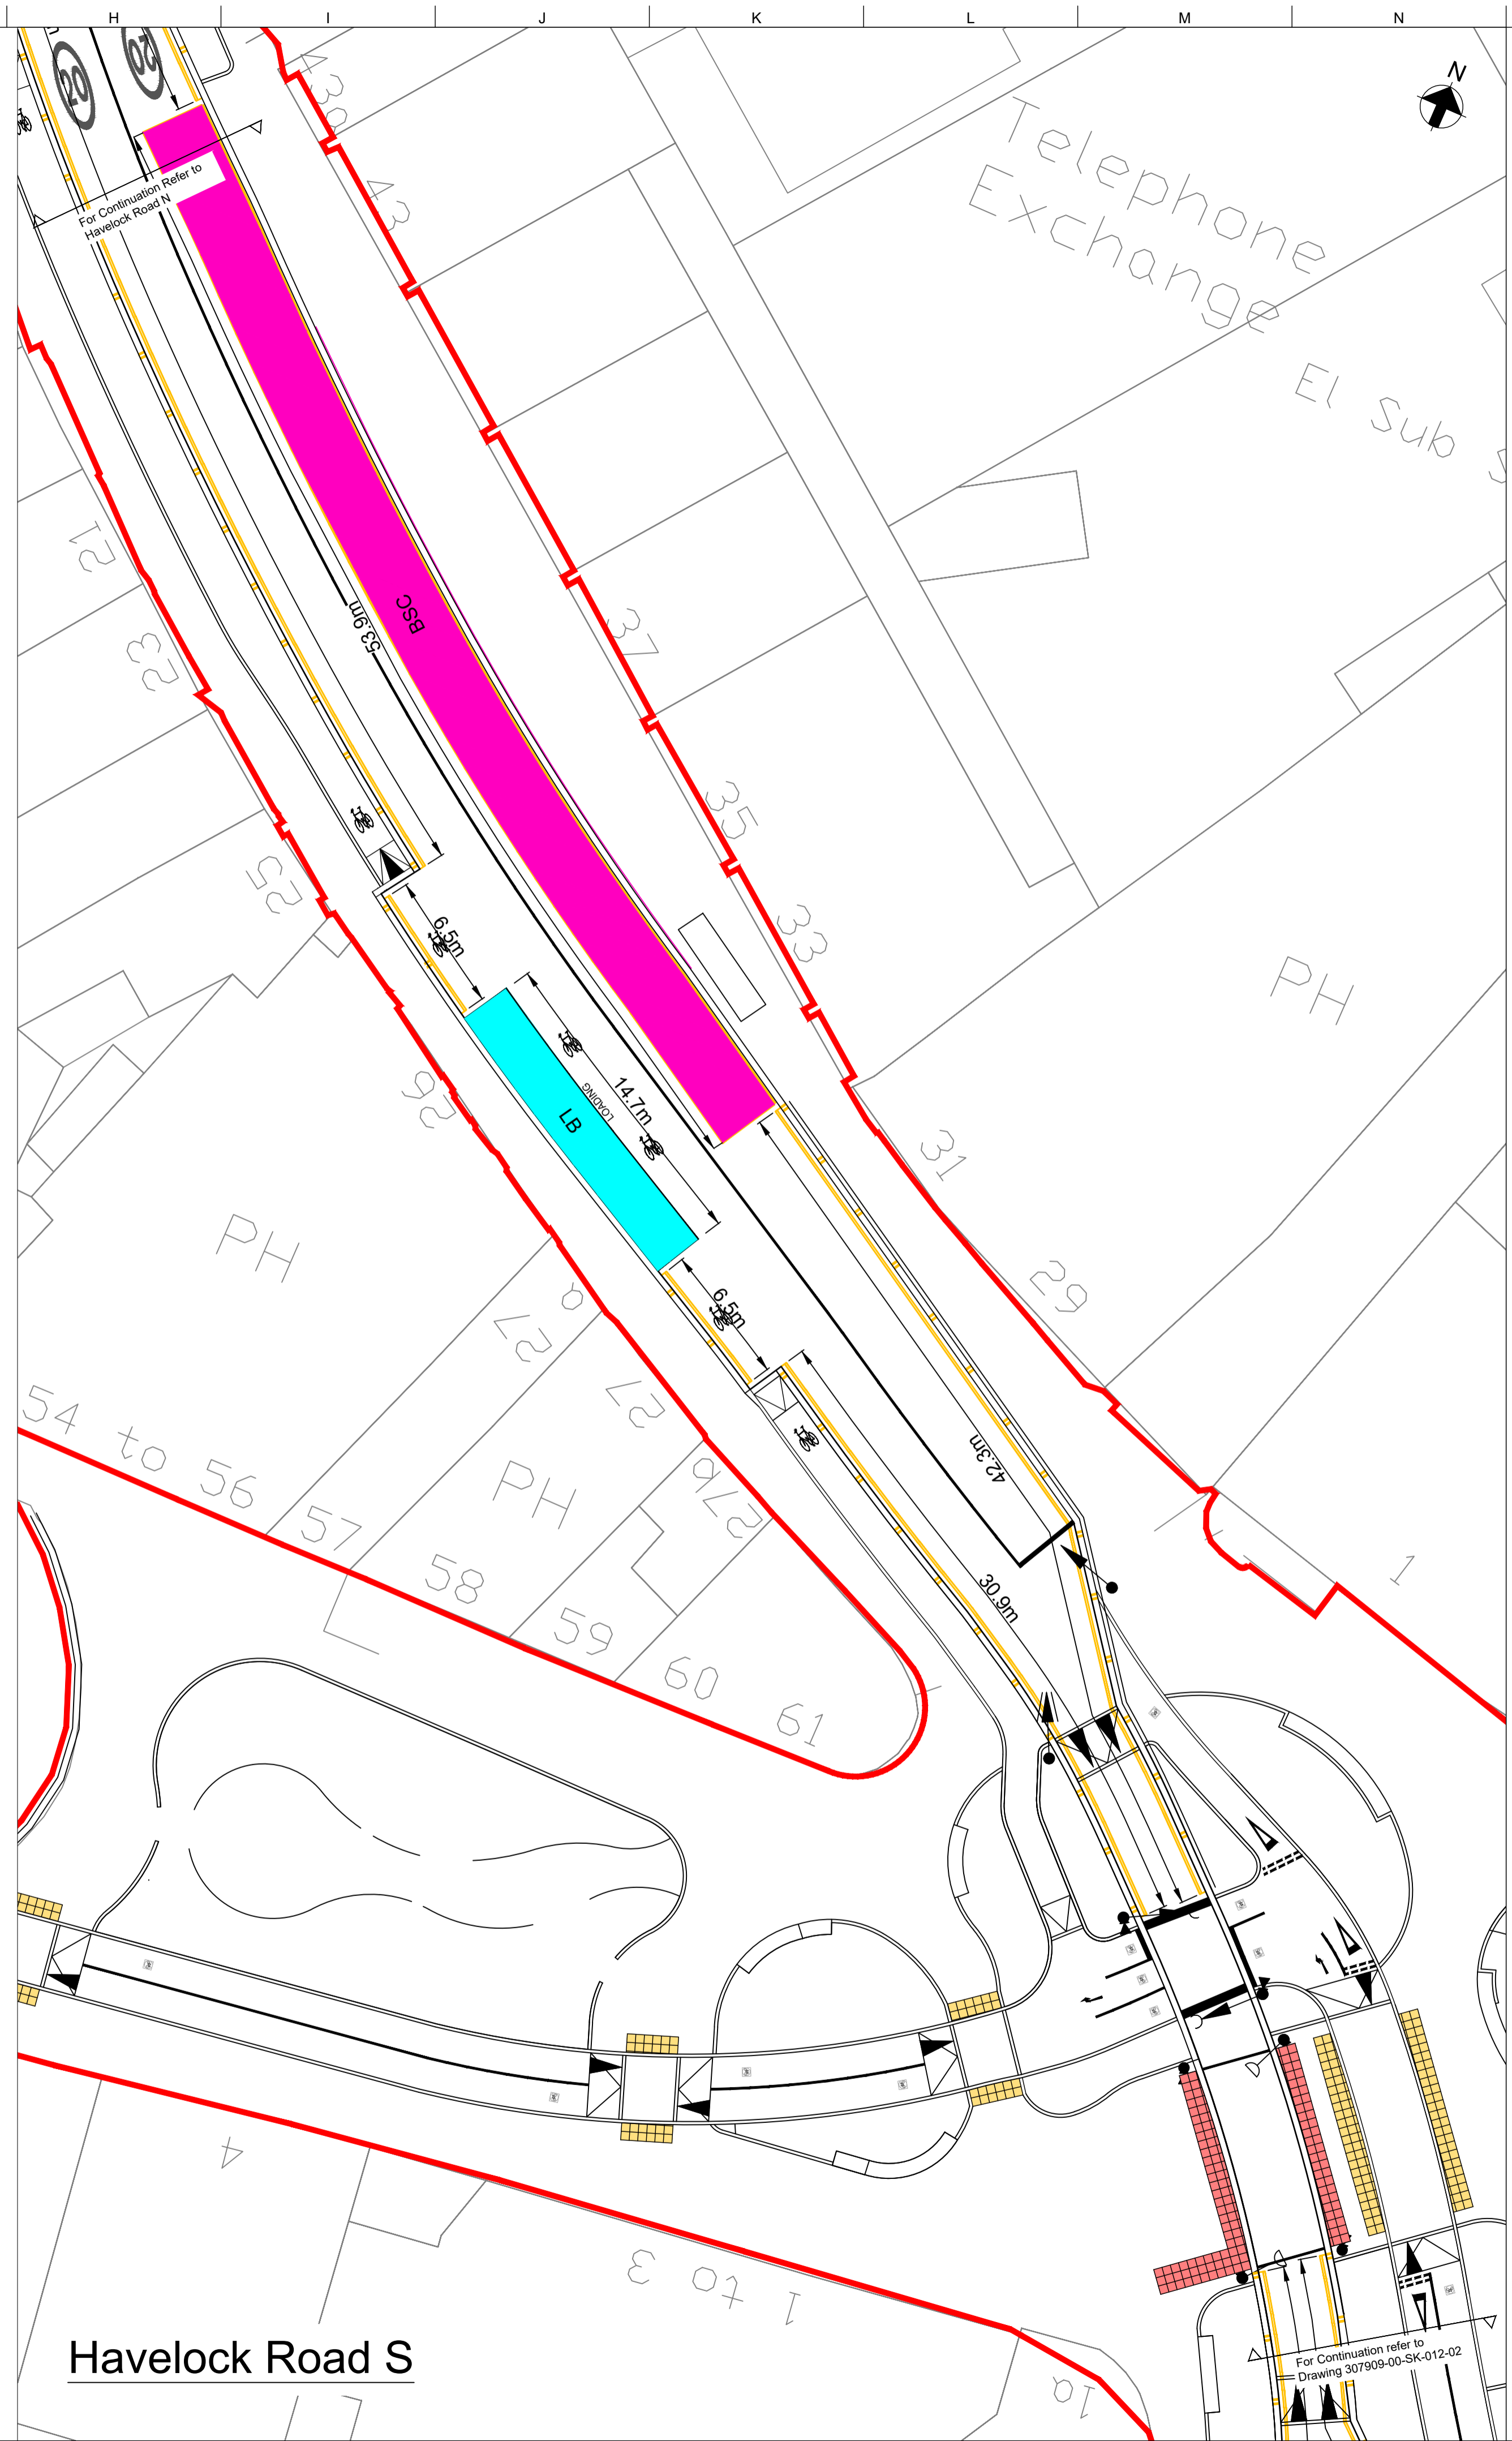 H I J K L M N
N
20
20
For Continuation Refer to
Havelock Road N
43a
43
Telephone
Exchange
El Sub S
21
23
BSC
53.9m
37
35
33
25
6.5m
PH
26
14.7m
LOADING
LB
31
29
PH
6.5m
27a
27
27b
42.3m
54 to 56
57
PH
58
59
60
61
30.9m
1
4
1 to 3
1a
Havelock Road S
For Continuation refer to
Drawing 307909-00-SK-012-02